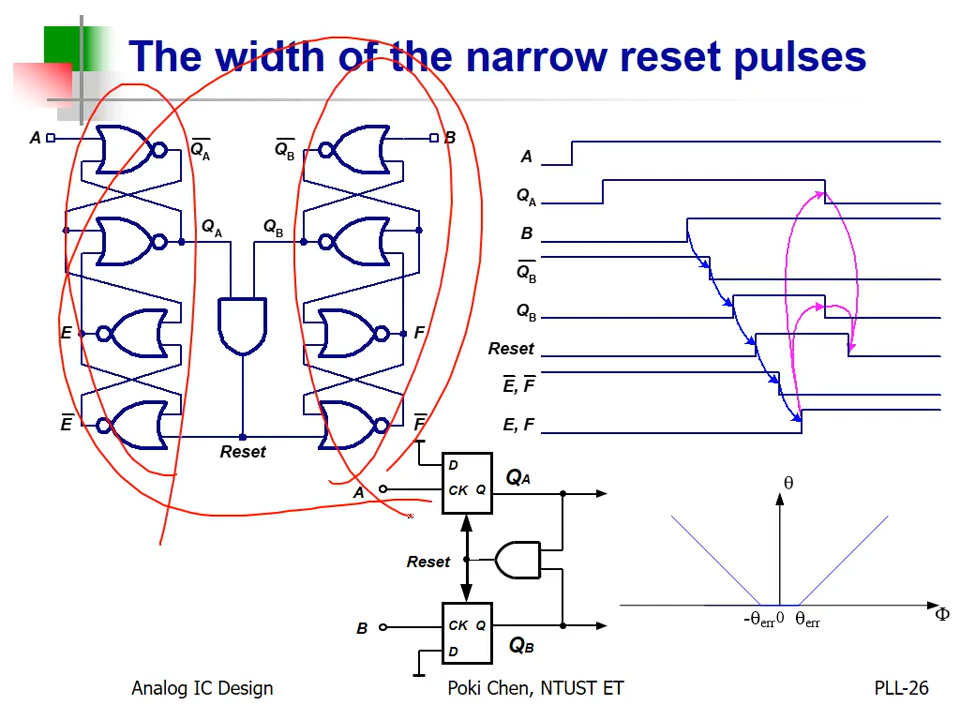 The width of the narrow reset pulses
A
Q̅A
Q̅B
B
QA
QB
E
F
E̅
F̅
Reset
A
QA
B
Q̅B
QB
Reset
E̅, F̅
E, F
D
CK Q
A
QA
Reset
B
CK Q
D
QB
θ
-θerr 0 θerr
Φ
Analog IC Design
Poki Chen, NTUST ET
PLL-26